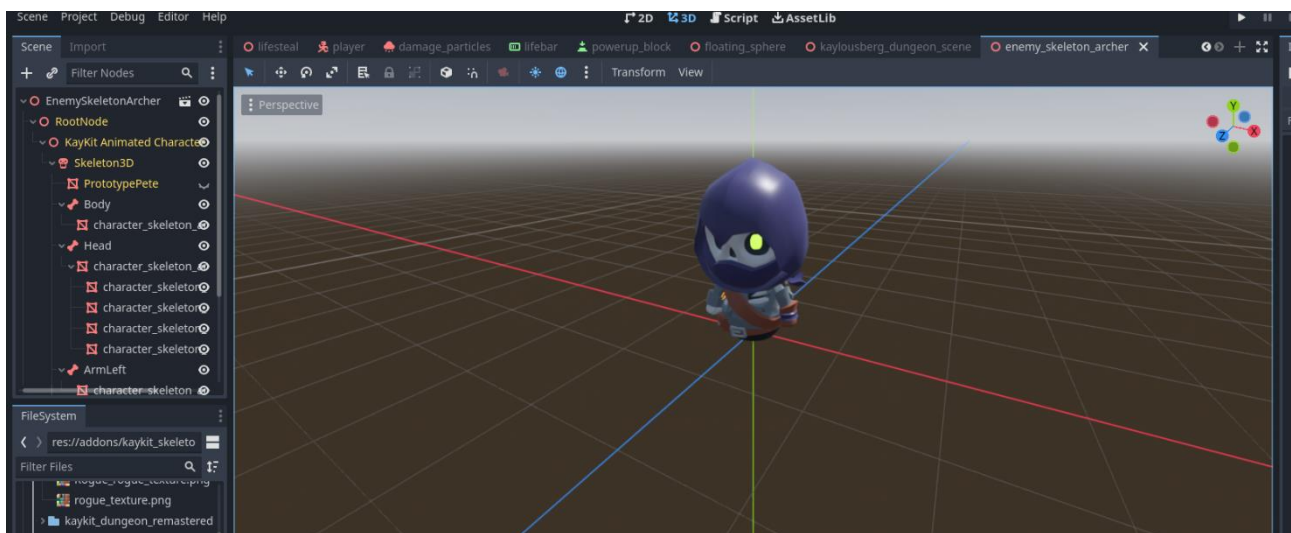 Scene Project Debug Editor Help 2D 3D Script AssetLib
Scene Import lifesteal player damage_particles lifebar powerup_block floating_sphere kaylousberg_dungeon_scene enemy_skeleton_archer
Filter Nodes Transform View
EnemySkeletonArcher
Perspective
RootNode
KayKit Animated Characte
Skeleton3D
PrototypePete
Body
character_skeleton_
Head
character_skeleton_
character_skeleton
character_skeleton
character_skeleton
character_skeleton
ArmLeft
character_skeleton
Y
X
Z
FileSystem
res://addons/kaykit_skeleto
Filter Files
rogue_texture.png
kaykit_dungeon_remastered